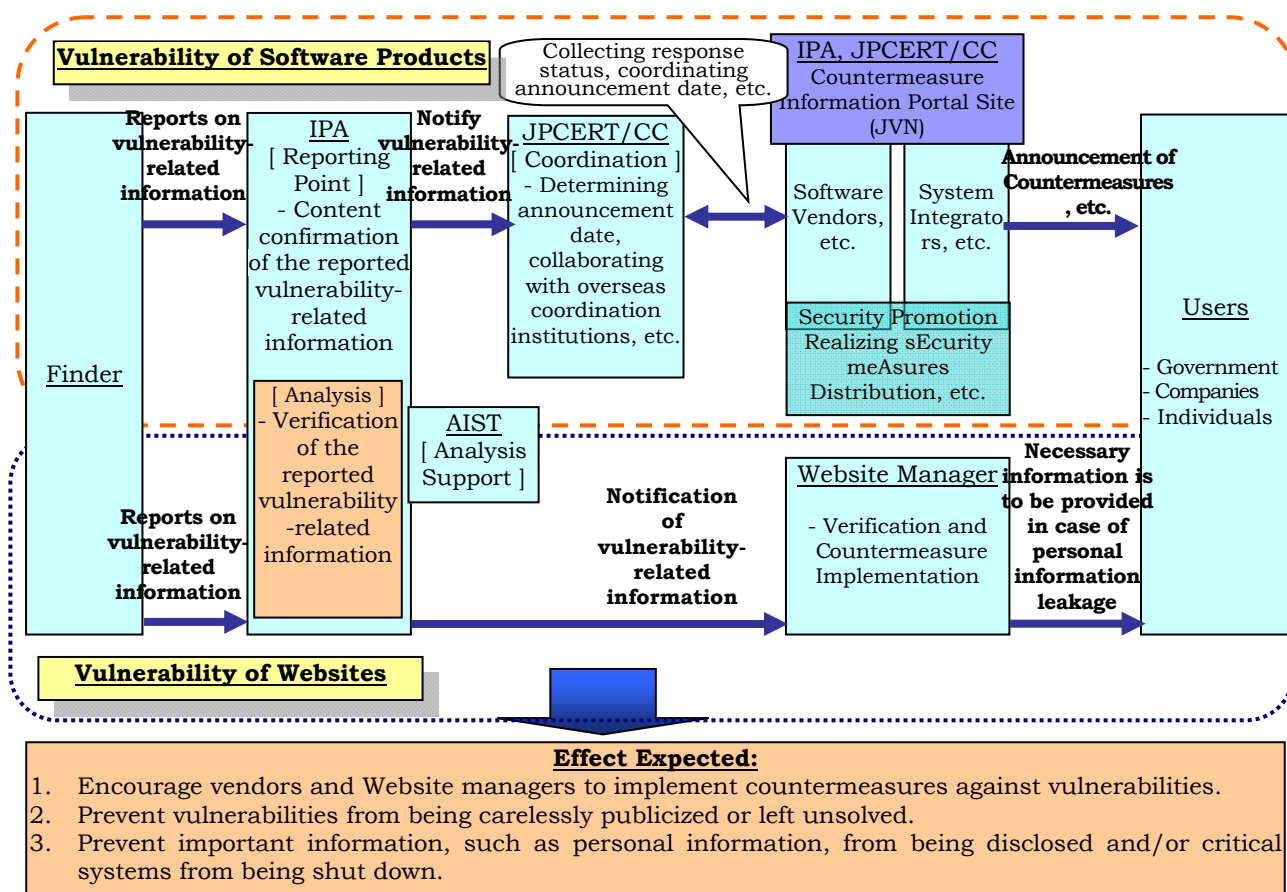 Vulnerability of Software Products
Collecting response
status, coordinating
announcement date, etc.
IPA, JPCERT/CC
Countermeasure
Information Portal Site
(JVN)
Finder
Reports on
vulnerability-
related
information
IPA
[ Reporting
Point ]
- Content
confirmation
of the reported
vulnerability-
related
information
[ Analysis ]
- Verification
of the
reported
vulnerability
-related
information
Notify
vulnerability-
related
information
JPCERT/CC
[ Coordination ]
- Determining
announcement
date,
collaborating
with overseas
coordination
institutions, etc.
AIST
[ Analysis
Support ]
Software
Vendors,
etc.
System
Integrato
rs, etc.
Security Promotion
Realizing sEcurity
meAsures
Distribution, etc.
Announcement of
Countermeasures
, etc.
Users
- Government
- Companies
- Individuals
Reports on
vulnerability-
related
information
Notification
of
vulnerability-
related
information
Website Manager
- Verification and
Countermeasure
Implementation
Necessary
information is
to be provided
in case of
personal
information
leakage
Vulnerability of Websites
Effect Expected:
1. Encourage vendors and Website managers to implement countermeasures against vulnerabilities.
2. Prevent vulnerabilities from being carelessly publicized or left unsolved.
3. Prevent important information, such as personal information, from being disclosed and/or critical
systems from being shut down.